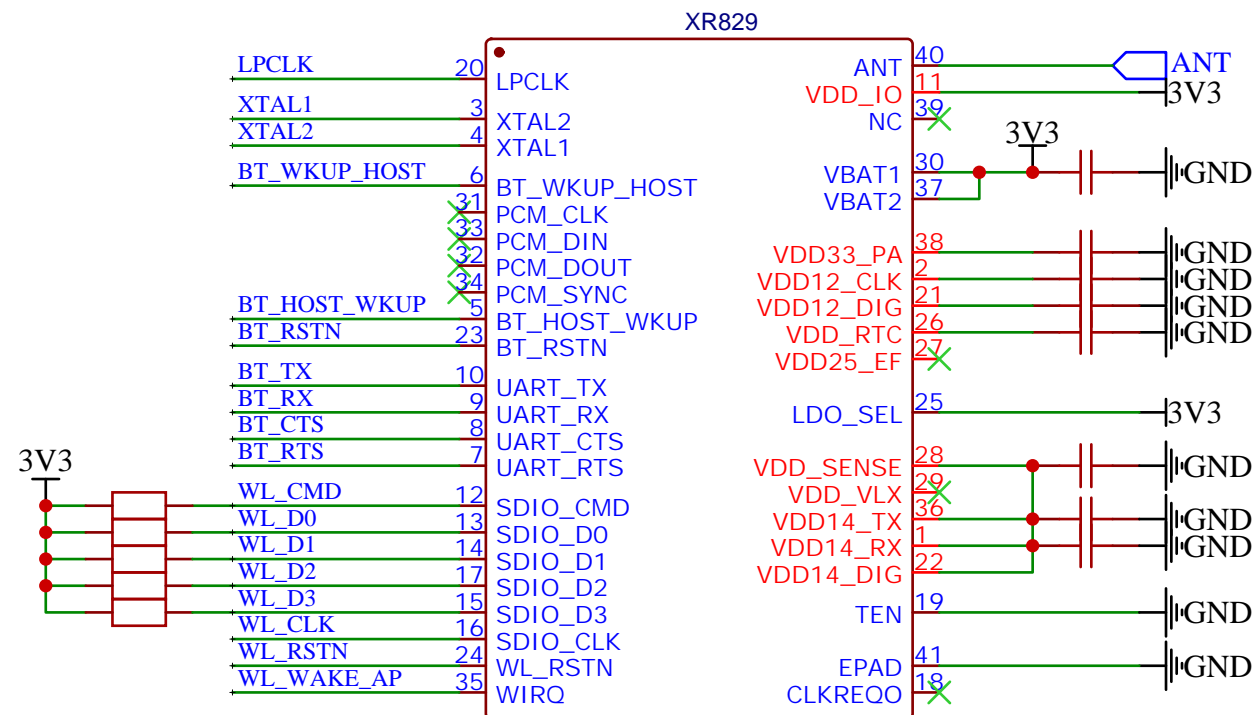 XR829
LPCLK 20 LPCLK
XTAL1 3 XTAL2
XTAL2 4 XTAL1
BT_WKUP_HOST 6 BT_WKUP_HOST
31 PCM_CLK
33 PCM_DIN
32 PCM_DOUT
34 PCM_SYNC
BT_HOST_WKUP 5 BT_HOST_WKUP
BT_RSTN 23 BT_RSTN
BT_TX 10 UART_TX
BT_RX 9 UART_RX
BT_CTS 8 UART_CTS
BT_RTS 7 UART_RTS
3V3
WL_CMD 12 SDIO_CMD
WL_D0 13 SDIO_D0
WL_D1 14 SDIO_D1
WL_D2 17 SDIO_D2
WL_D3 15 SDIO_D3
WL_CLK 16 SDIO_CLK
WL_RSTN 24 WL_RSTN
WL_WAKE_AP 35 WIRQ
ANT 40 ANT
VDD_IO 11 3V3
NC 39
3V3
VBAT1 30 GND
VBAT2 37
VDD33_PA 38 GND
VDD12_CLK 2 GND
VDD12_DIG 21 GND
VDD_RTC 26 GND
VDD25_EF 27
LDO_SEL 25 3V3
VDD_SENSE 28 GND
VDD_VLX 29
VDD14_TX 36 GND
VDD14_RX 1 GND
VDD14_DIG 22
TEN 19 GND
EPAD 41 GND
CLKREQO 18